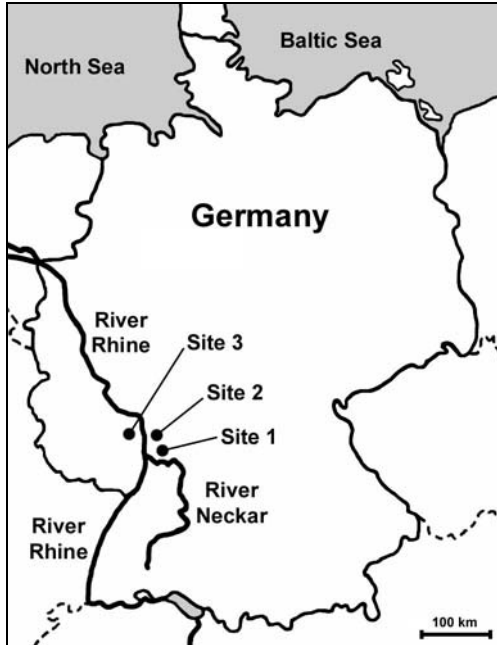 Baltic Sea
North Sea
Germany
River
Rhine
Site 3
Site 2
Site 1
River
Neckar
River
Rhine
100 km